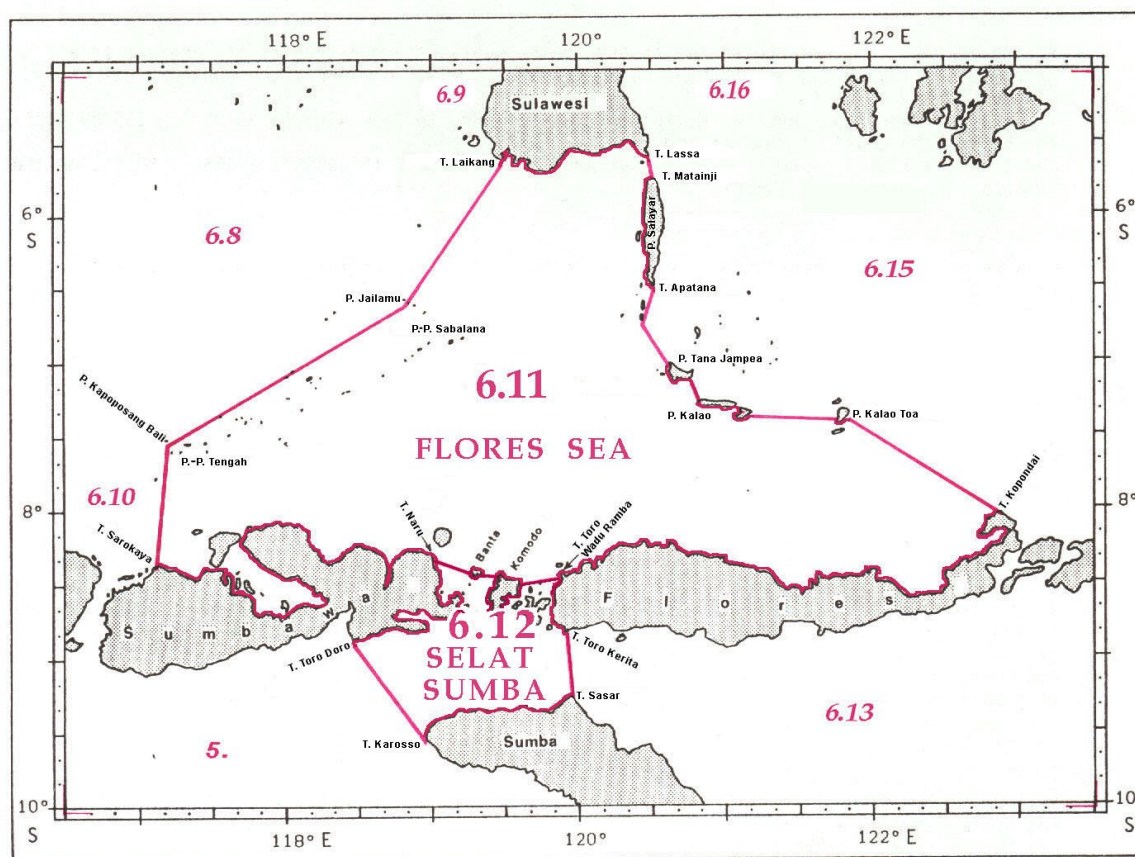 118° E
120°
122°
6.9
6.16
Sulawesi
T. Laikang
T. Lassa
T. Matainji
6°
S
6.8
P. Salayar
6.15
6°
S
T. Apatana
P. Jailamu
P.-P. Sabalana
P. Tana Jampea
6.11
P. Kapoposang Bali
P. Kalao
P. Kalao Toa
P.-P. Tengah
FLORES SEA
6.10
T. Kopondai
8°
8°
T. Sarokaya
T. Naru
Banta
Komodo
T. Toro
Wadu Ramba
Sumbawa
Flores
6.12
SELAT
SUMBA
T. Toro Doro
T. Toro Kerita
T. Sasar
6.13
5.
T. Karosso
Sumba
10°
S
10°
S
118° E
120°
122° E